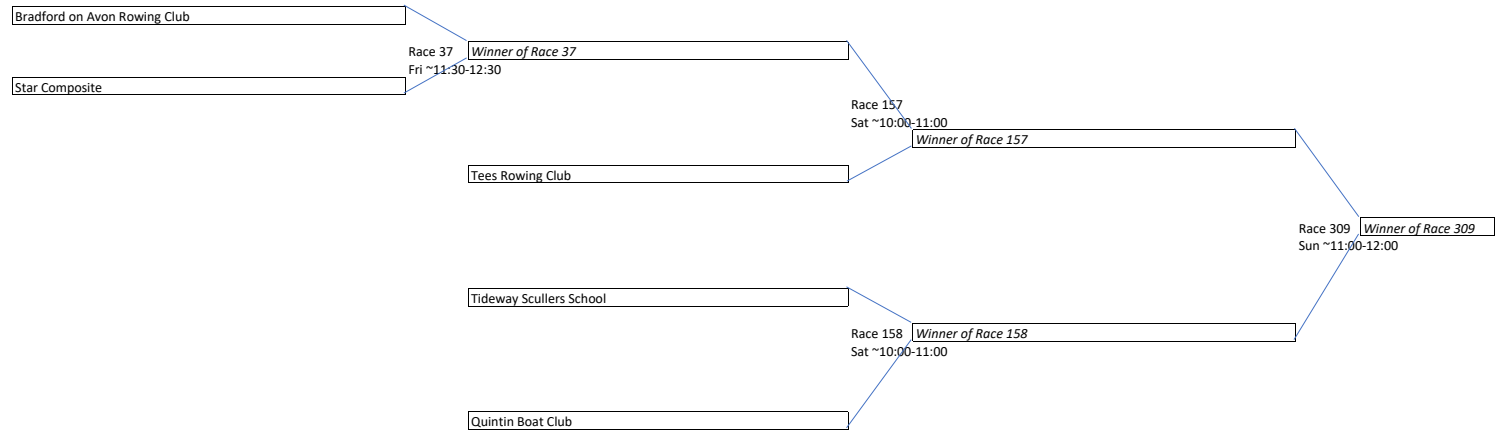 Bradford on Avon Rowing Club
Race 37
Winner of Race 37
Fri ~11:30-12:30
Star Composite
Race 157
Sat ~10:00-11:00
Winner of Race 157
Tees Rowing Club
Race 309
Winner of Race 309
Sun ~11:00-12:00
Tideway Scullers School
Race 158
Winner of Race 158
Sat ~10:00-11:00
Quintin Boat Club